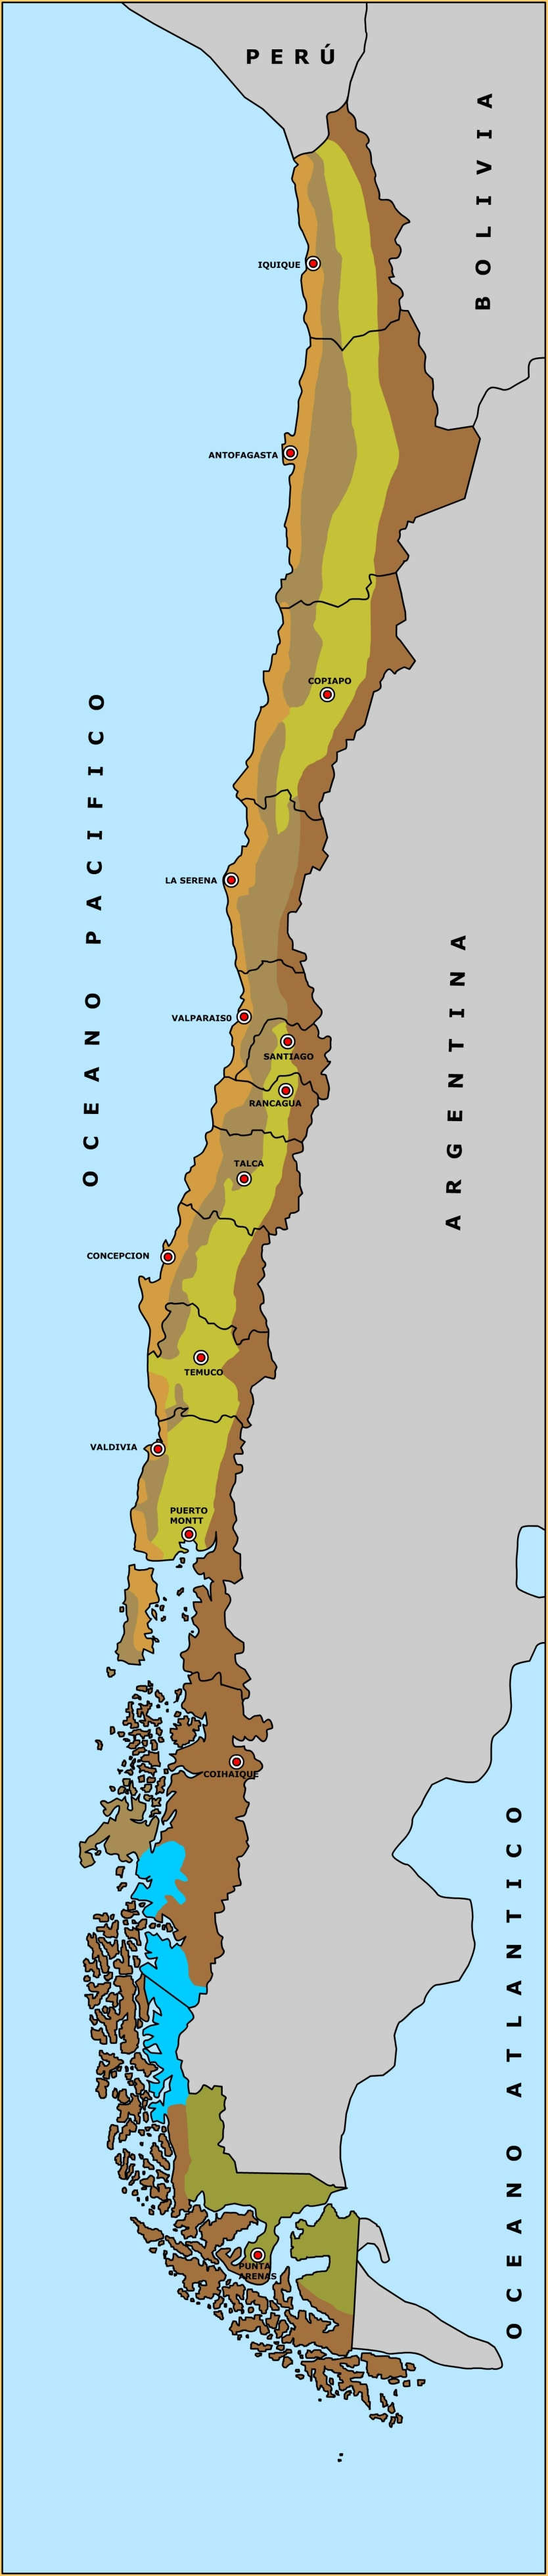 PERÚ
BOLIVIA
IQUIQUE
ANTOFAGASTA
COPIAPO
OCEANO PACIFICO
LA SERENA
ARGENTINA
VALPARAIS0
SANTIAGO
RANCAGUA
TALCA
CONCEPCION
TEMUCO
VALDIVIA
PUERTO
MONTT
COIHAIQUE
OCEANO ATLANTICO
PUNTA
ARENAS